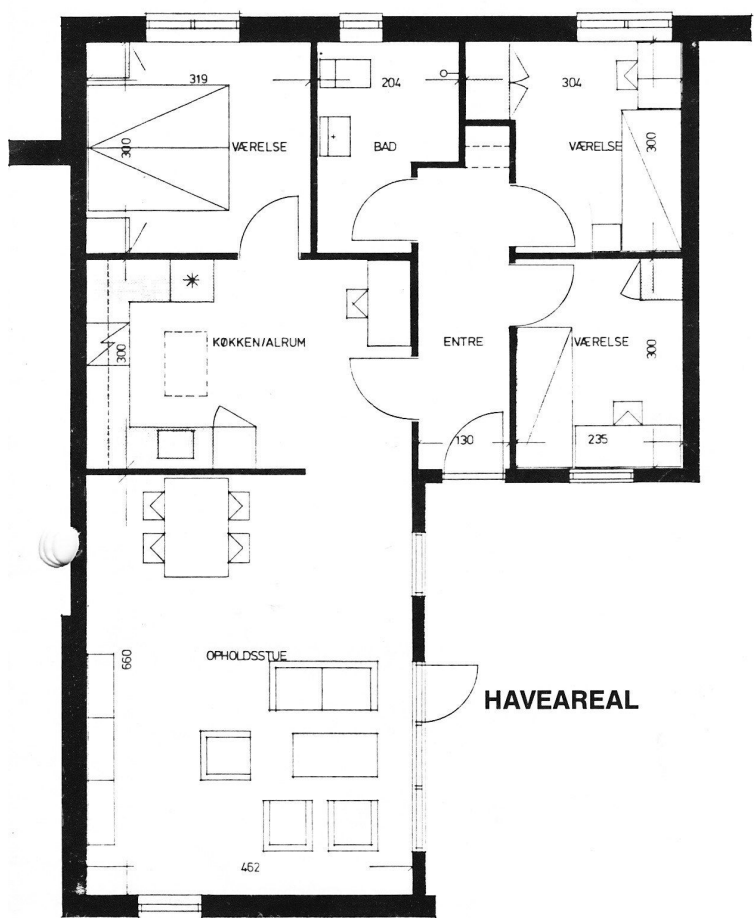 319
204
304
300
VÆRELSE
BAD
VÆRELSE
300
KØKKEN/ALRUM
ENTRE
VÆRELSE
300
300
130
235
OPHOLDSSTUE
660
HAVEAREAL
462